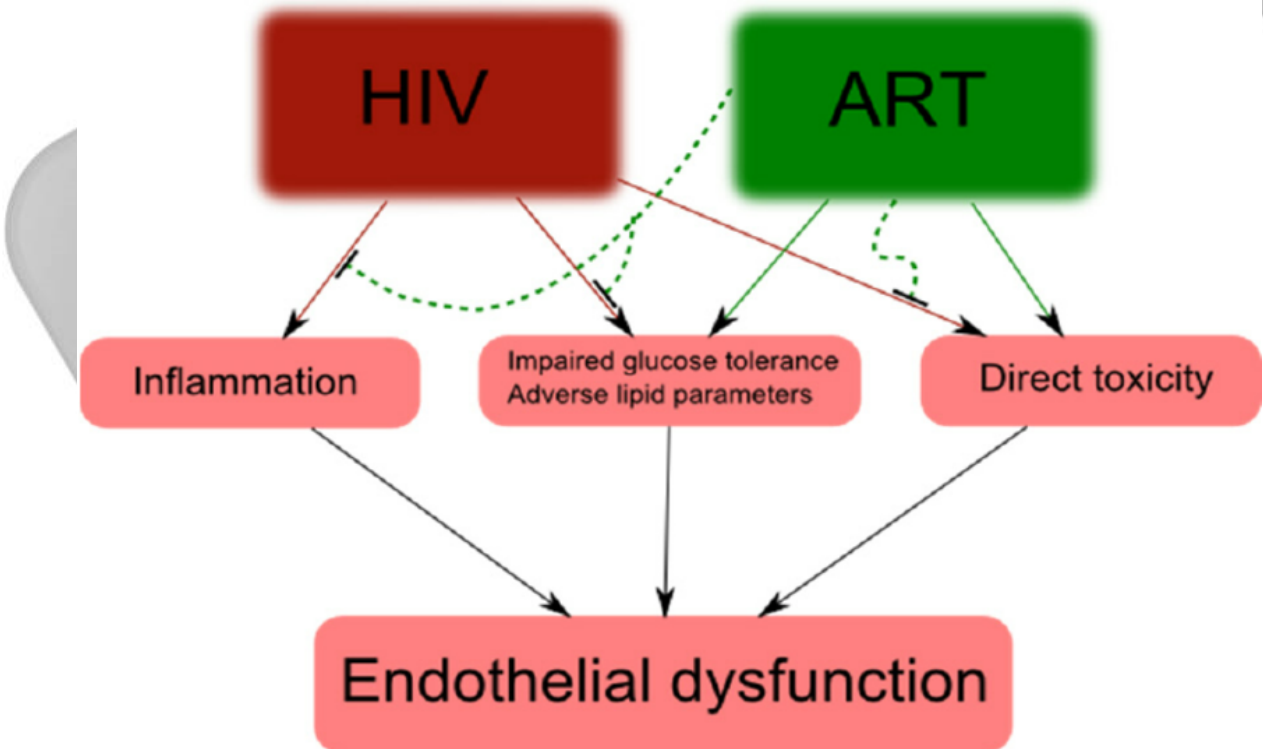 HIV
ART
Inflammation
Impaired glucose tolerance
Adverse lipid parameters
Direct toxicity
Endothelial dysfunction